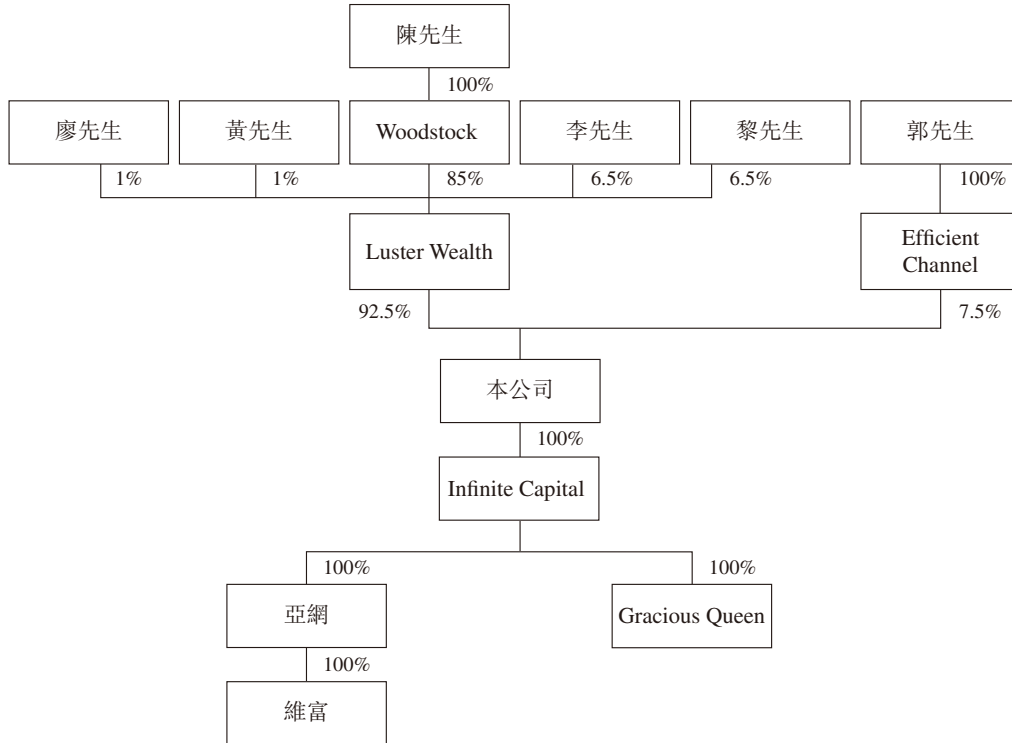 陳先生
100%
廖先生
黃先生
Woodstock
李先生
黎先生
郭先生
1%
1%
85%
6.5%
6.5%
100%
Luster Wealth
Efficient
Channel
92.5%
7.5%
本公司
100%
Infinite Capital
100%
100%
亞網
Gracious Queen
100%
維富